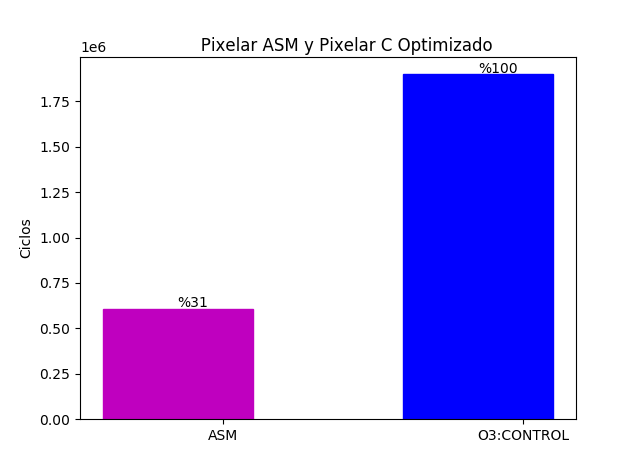 Pixelar ASM y Pixelar C Optimizado
1e6
%100
1.75
1.50
1.25
1.00
0.75
0.50
0.25
0.00
Ciclos
%31
ASM
O3:CONTROL